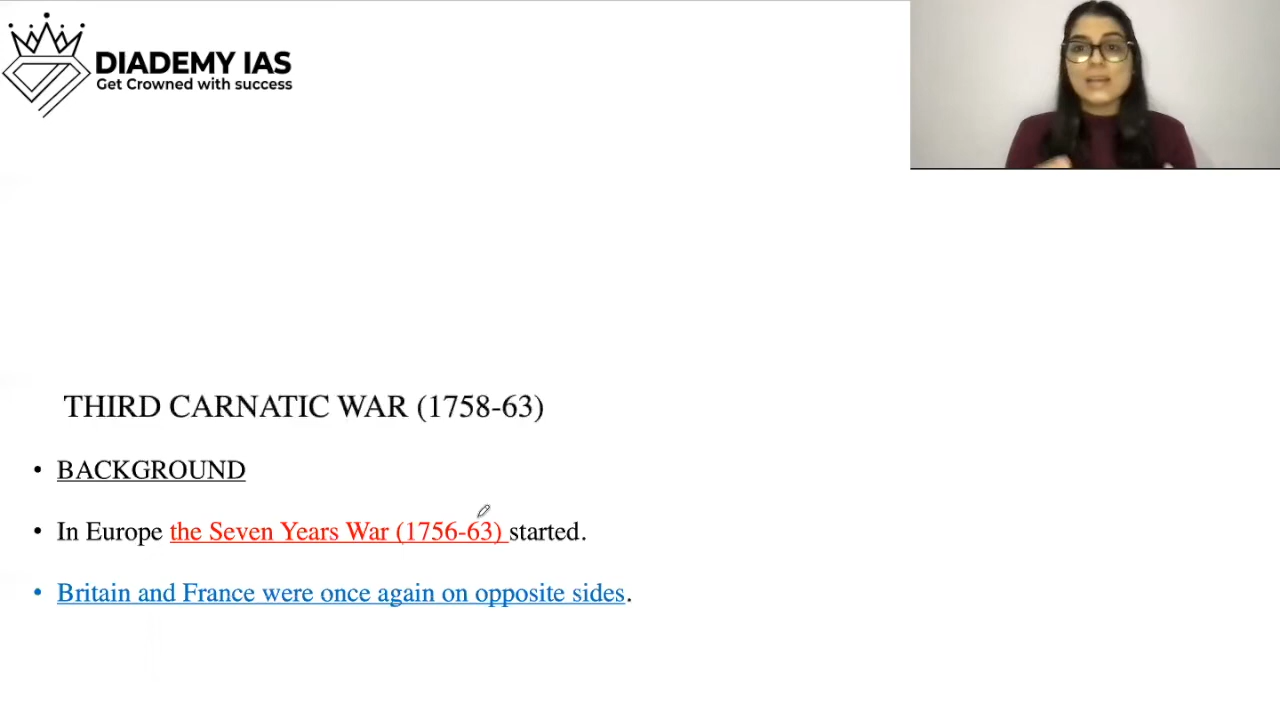 DIADEMY IAS
Get Crowned with success
THIRD CARNATIC WAR (1758-63)
• BACKGROUND
• In Europe the Seven Years War (1756-63) started.
• Britain and France were once again on opposite sides.